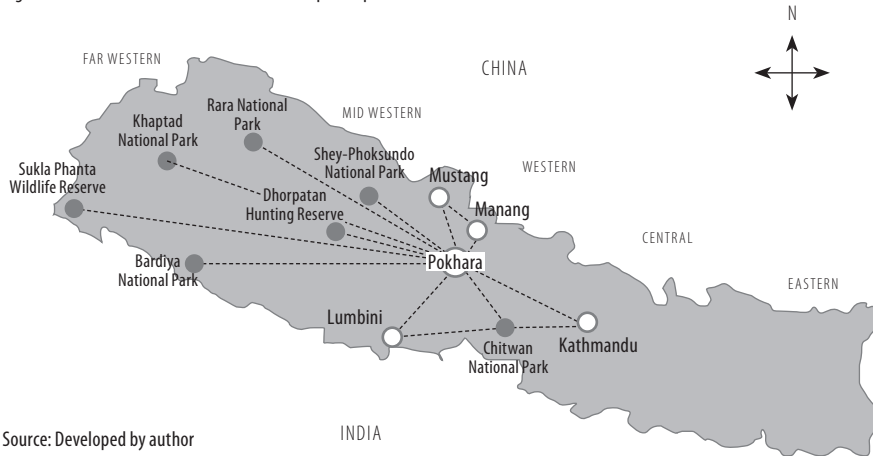 N
FAR WESTERN
CHINA
Rara National
Park
MID WESTERN
Khaptad
National Park
Shey-Phoksundo
National Park
Sukla Phanta
Wildlife Reserve
Mustang
WESTERN
Dhorpatan
Hunting Reserve
Manang
CENTRAL
Bardiya
National Park
Pokhara
EASTERN
Lumbini
Chitwan
National Park
Kathmandu
Source: Developed by author
INDIA